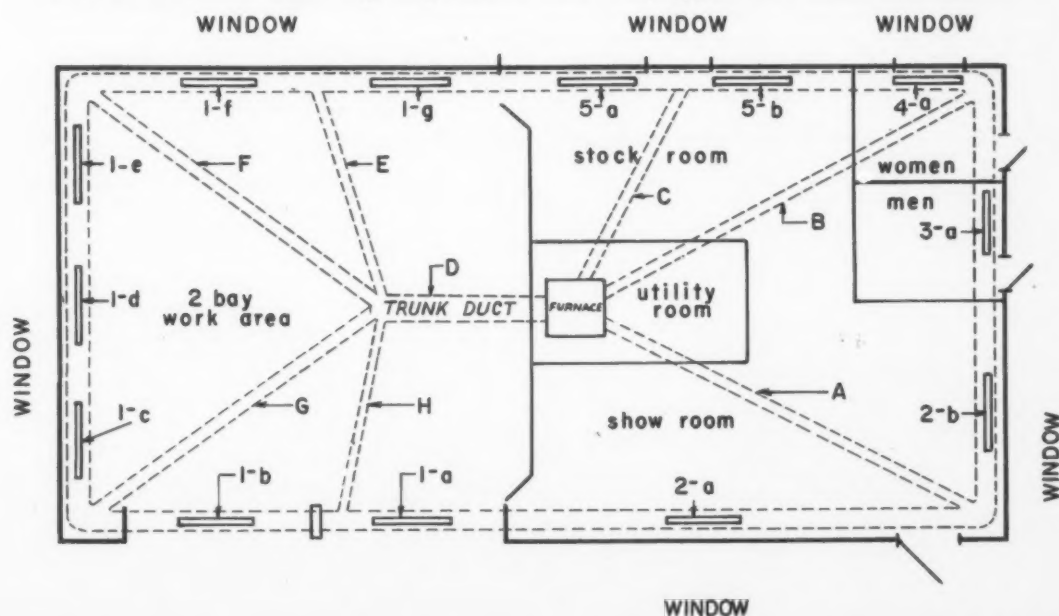 WINDOW WINDOW WINDOW
1-f 1-g 5-a 5-b 4-a
1-e F E stock room C B women
men
3-a
D
1-d 2 bay work area TRUNK DUCT FURNACE utility room
WINDOW
1-c G H A
show room 2-b
1-b 1-a 2-a
WINDOW
WINDOW